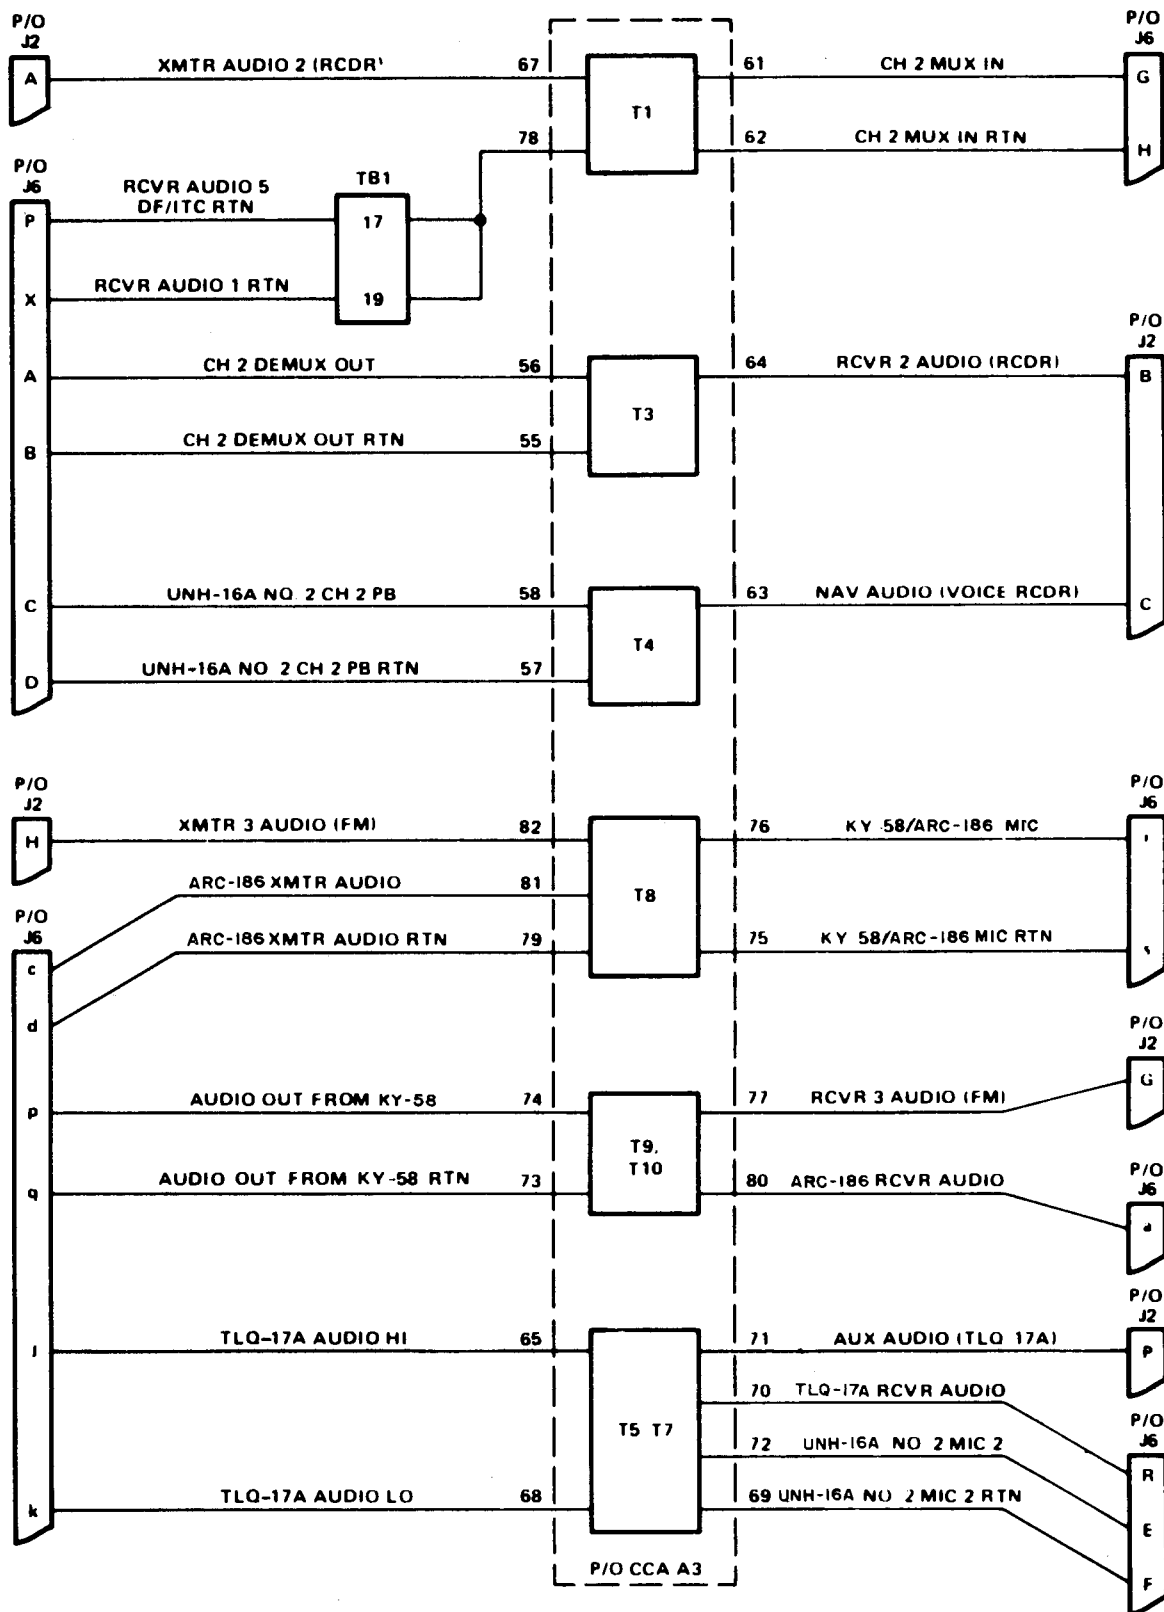 P/O
J2
A
XMTR AUDIO 2 (RCDR)
67
T1
61
CH 2 MUX IN
P/O
J6
G
78
62
CH 2 MUX IN RTN
H
P/O
J6
P
RCVR AUDIO 5
DF/ITC RTN
TB1
17
X
RCVR AUDIO 1 RTN
19
A
CH 2 DEMUX OUT
56
T3
64
RCVR 2 AUDIO (RCDR)
P/O
J2
B
B
CH 2 DEMUX OUT RTN
55
C
UNH-16A NO. 2 CH 2 PB
58
T4
63
NAV AUDIO (VOICE RCDR)
C
D
UNH-16A NO 2 CH 2 PB RTN
57
P/O
J2
H
XMTR 3 AUDIO (FM)
82
T8
76
KY 58/ARC-186 MIC
P/O
J6
ARC-186 XMTR AUDIO
81
P/O
J6
c
ARC-186 XMTR AUDIO RTN
79
75
KY 58/ARC-186 MIC RTN
d
P/O
J2
G
p
AUDIO OUT FROM KY-58
74
T9,
T10
77
RCVR 3 AUDIO (FM)
q
AUDIO OUT FROM KY-58 RTN
73
80
ARC-186 RCVR AUDIO
P/O
J6
a
TLQ-17A AUDIO HI
65
T5 T7
71
AUX AUDIO (TLQ 17A)
P/O
J2
P
70
TLQ-17A RCVR AUDIO
P/O
J6
R
72
UNH-16A NO 2 MIC 2
E
k
TLQ-17A AUDIO LO
68
69
UNH-16A NO 2 MIC 2 RTN
F
P/O CCA A3